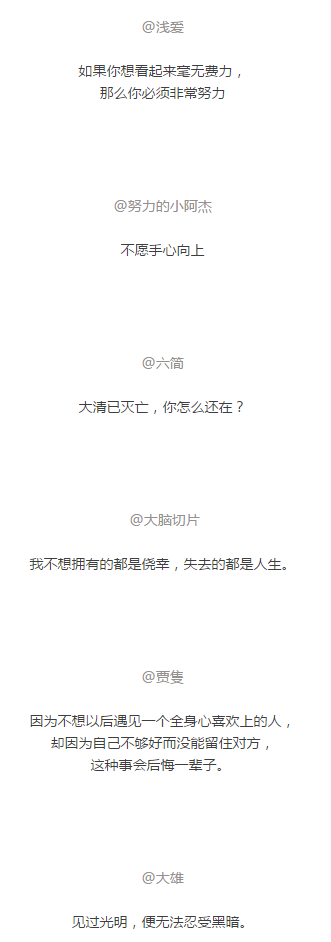 @浅爱
如果你想看起来毫无费力，
那么你必须非常努力
@努力的小阿杰
不愿手心向上
@六简
大清已灭亡，你怎么还在？
@大脑切片
我不想拥有的都是侥幸，失去的都是人生。
@贾隻
因为不想以后遇见一个全身心喜欢上的人，
却因为自己不够好而没能留住对方，
这种事会后悔一辈子。
@大雄
见过光明，便无法忍受黑暗。